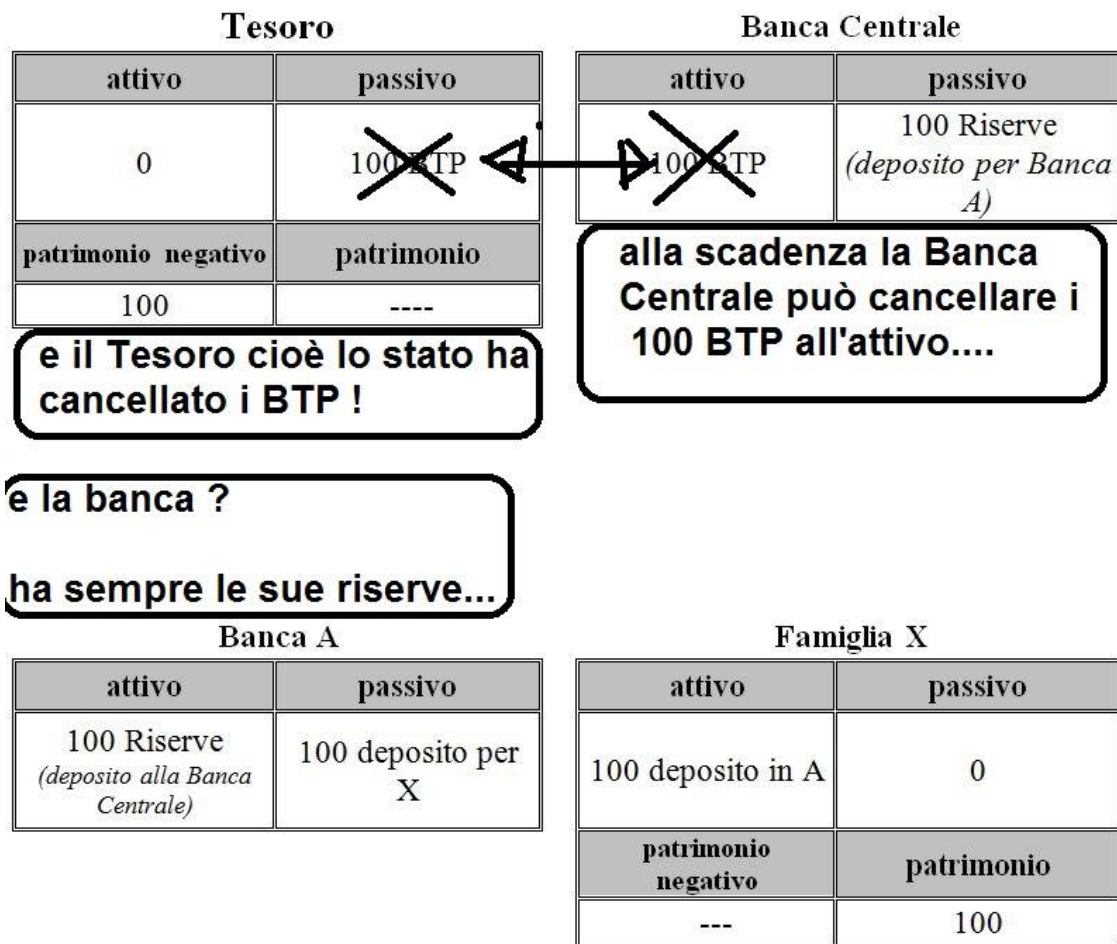 Tesoro
attivo passivo
0 100 BTP
patrimonio negativo patrimonio
100 ----
e il Tesoro cioè lo stato ha
cancellato i BTP !
Banca Centrale
attivo passivo
100 BTP 100 Riserve
(deposito per Banca
A)
alla scadenza la Banca
Centrale può cancellare i
100 BTP all'attivo....
e la banca ?
ha sempre le sue riserve...
Banca A
attivo passivo
100 Riserve
(deposito alla Banca
Centrale)
100 deposito per
X
Famiglia X
attivo passivo
100 deposito in A 0
patrimonio
negativo
patrimonio
--- 100